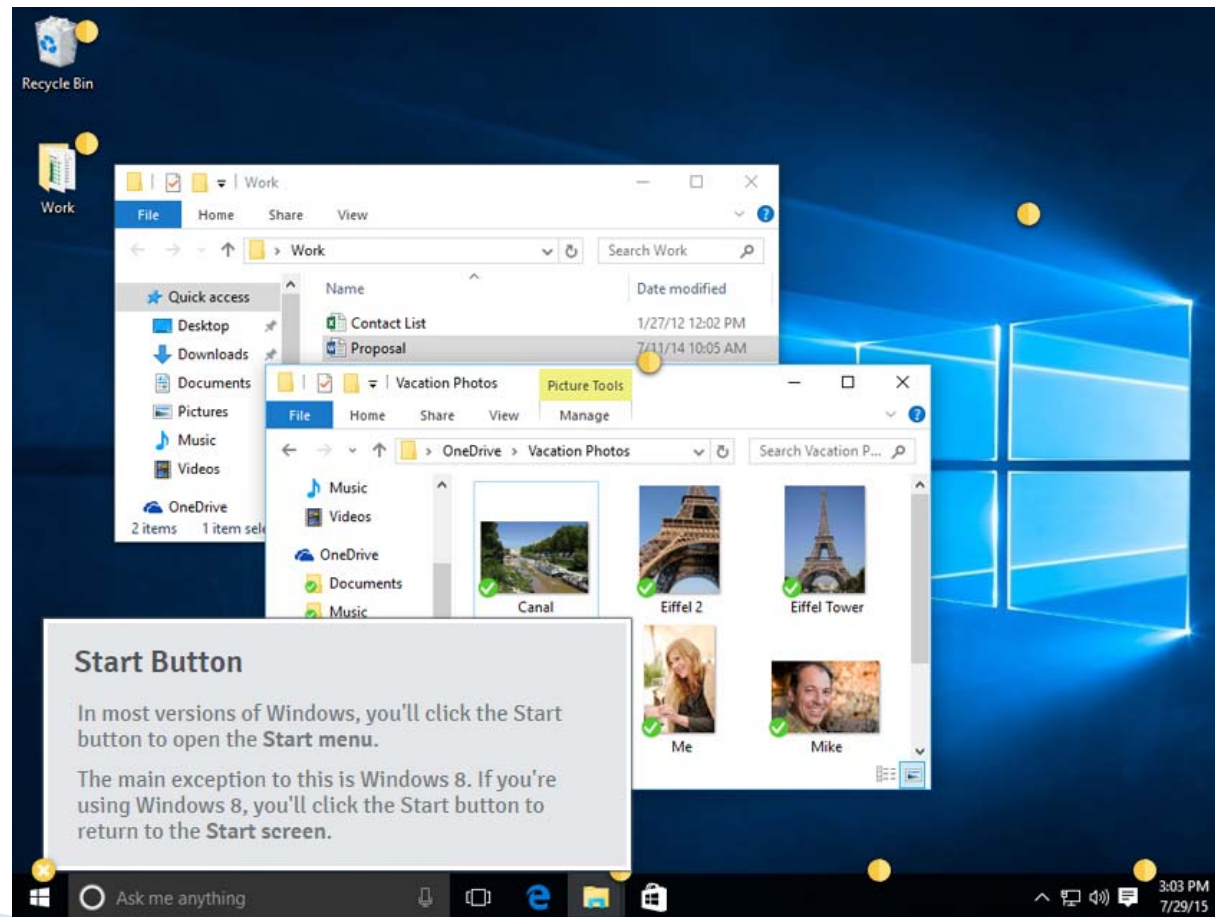 Recycle Bin
Work
Work
File Home Share View
Work
Search Work
Quick access
Desktop
Downloads
Documents
Pictures
Music
Videos
OneDrive
2 items 1 item sele
Name Date modified
Contact List 1/27/12 12:02 PM
Proposal 7/11/14 10:05 AM
Vacation Photos Picture Tools
File Home Share View Manage
OneDrive > Vacation Photos
Search Vacation P...
Music
Videos
OneDrive
Documents
Music
Canal Eiffel 2 Eiffel Tower
Me Mike
Start Button
In most versions of Windows, you'll click the Start
button to open the Start menu.
The main exception to this is Windows 8. If you're
using Windows 8, you'll click the Start button to
return to the Start screen.
Ask me anything
3:03 PM
7/29/15